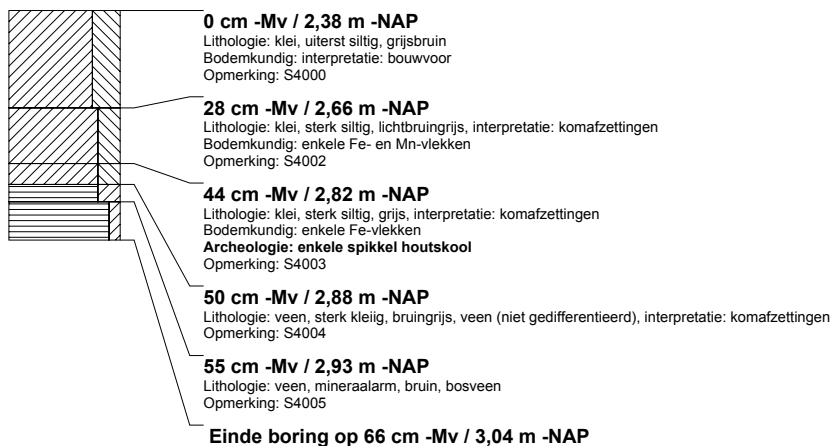 0 cm -Mv / 2,38 m -NAP
Lithologie: klei, uiterst siltig, grijsbruin
Bodemkundig: interpretatie: bouwvoor
Opmerking: S4000
28 cm -Mv / 2,66 m -NAP
Lithologie: klei, sterk siltig, lichtbruingrijs, interpretatie: komafzettingen
Bodemkundig: enkele Fe- en Mn-vlekken
Opmerking: S4002
44 cm -Mv / 2,82 m -NAP
Lithologie: klei, sterk siltig, grijs, interpretatie: komafzettingen
Bodemkundig: enkele Fe-vlekken
Archeologie: enkele spikkel houtskool
Opmerking: S4003
50 cm -Mv / 2,88 m -NAP
Lithologie: veen, sterk kleiig, bruingrijs, veen (niet gedifferentieerd), interpretatie: komafzettingen
Opmerking: S4004
55 cm -Mv / 2,93 m -NAP
Lithologie: veen, mineraalarm, bruin, bosveen
Opmerking: S4005
Einde boring op 66 cm -Mv / 3,04 m -NAP